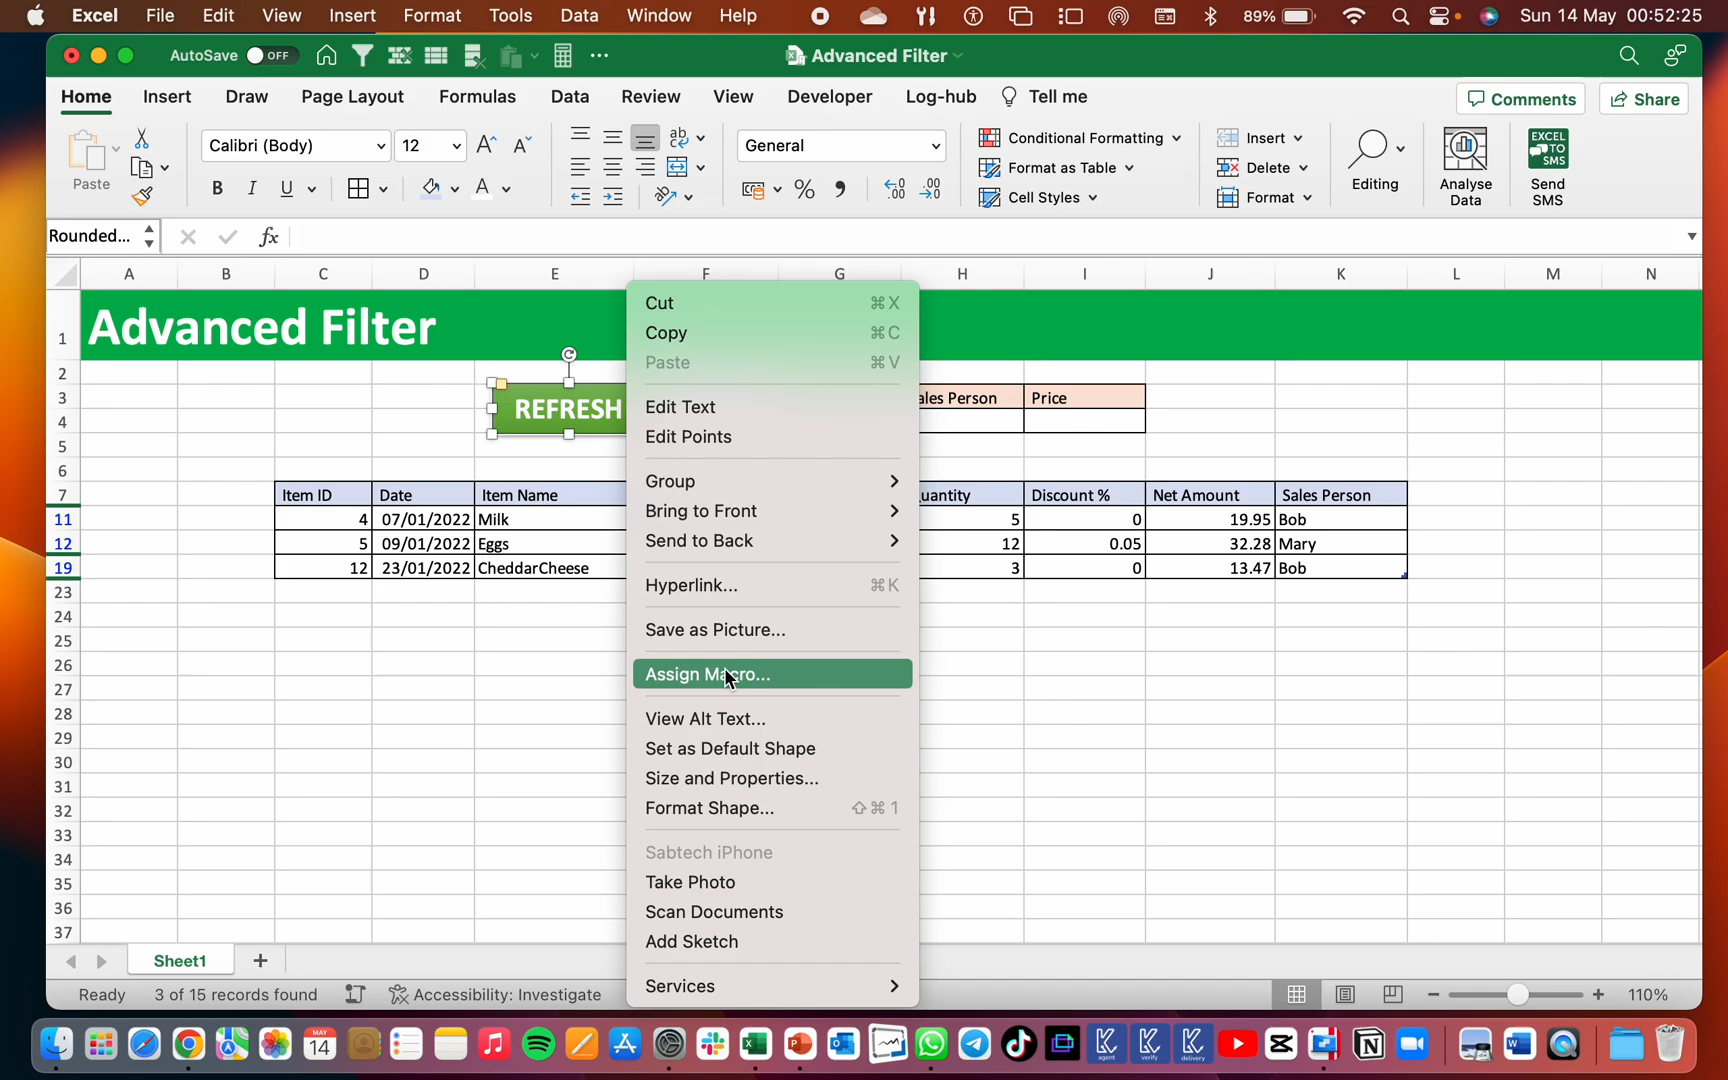 Excel File Edit View Insert Format Tools Data Window Help 89% Sun 14 May 00:52:25
AutoSave OFF Advanced Filter
Home Insert Draw Page Layout Formulas Data Review View Developer Log-hub Tell me Comments Share
Paste Calibri (Body) 12 ab General Conditional Formatting Insert EXCEL TO SMS
B I U A % Format as Table Delete Editing Analyse Data Send SMS
Cell Styles Format
Rounded... fx
A B C D E F G H I J K L M N
1 Advanced Filter
2
3 REFRESH ales Person Price
4
5
6
7 Item ID Date Item Name uantity Discount % Net Amount Sales Person
11 4 07/01/2022 Milk 5 0 19.95 Bob
12 5 09/01/2022 Eggs 12 0.05 32.28 Mary
19 12 23/01/2022 CheddarCheese 3 0 13.47 Bob
23
24
25
26
27
28
29
30
31
32
33
34
35
36
37
Cut ⌘X
Copy ⌘C
Paste ⌘V
Edit Text
Edit Points
Group
Bring to Front
Send to Back
Hyperlink... ⌘K
Save as Picture...
Assign Macro...
View Alt Text...
Set as Default Shape
Size and Properties...
Format Shape... ⇧⌘1
Sabtech iPhone
Take Photo
Scan Documents
Add Sketch
Services
Sheet1 +
Ready 3 of 15 records found Accessibility: Investigate − + 110%
MAY 14 agent verify delivery